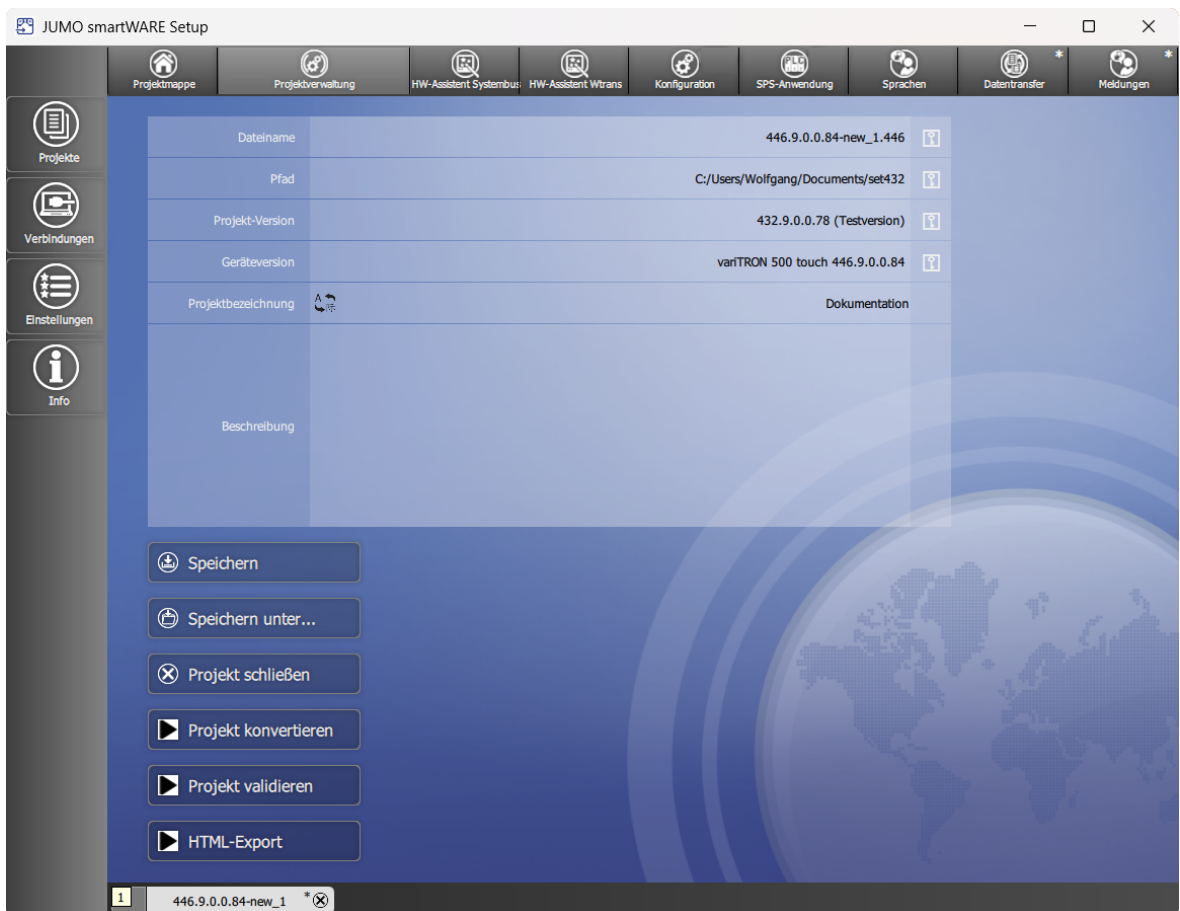 JUMO smartWARE Setup
Projektmappe
Projektverwaltung
HW-Assistent Systembus
HW-Assistent Wtrans
Konfiguration
PLC
SPS-Anwendung
Sprachen
*
Datentransfer
*
Meldungen
Projekte
Verbindungen
Einstellungen
Info
Dateiname 446.9.0.0.84-new_1.446
Pfad C:/Users/Wolfgang/Documents/set432
Projekt-Version 432.9.0.0.78 (Testversion)
Geräteversion variTRON 500 touch 446.9.0.0.84
Projektbezeichnung Dokumentation
Beschreibung
Speichern
Speichern unter...
Projekt schließen
Projekt konvertieren
Projekt validieren
HTML-Export
1 446.9.0.0.84-new_1 *